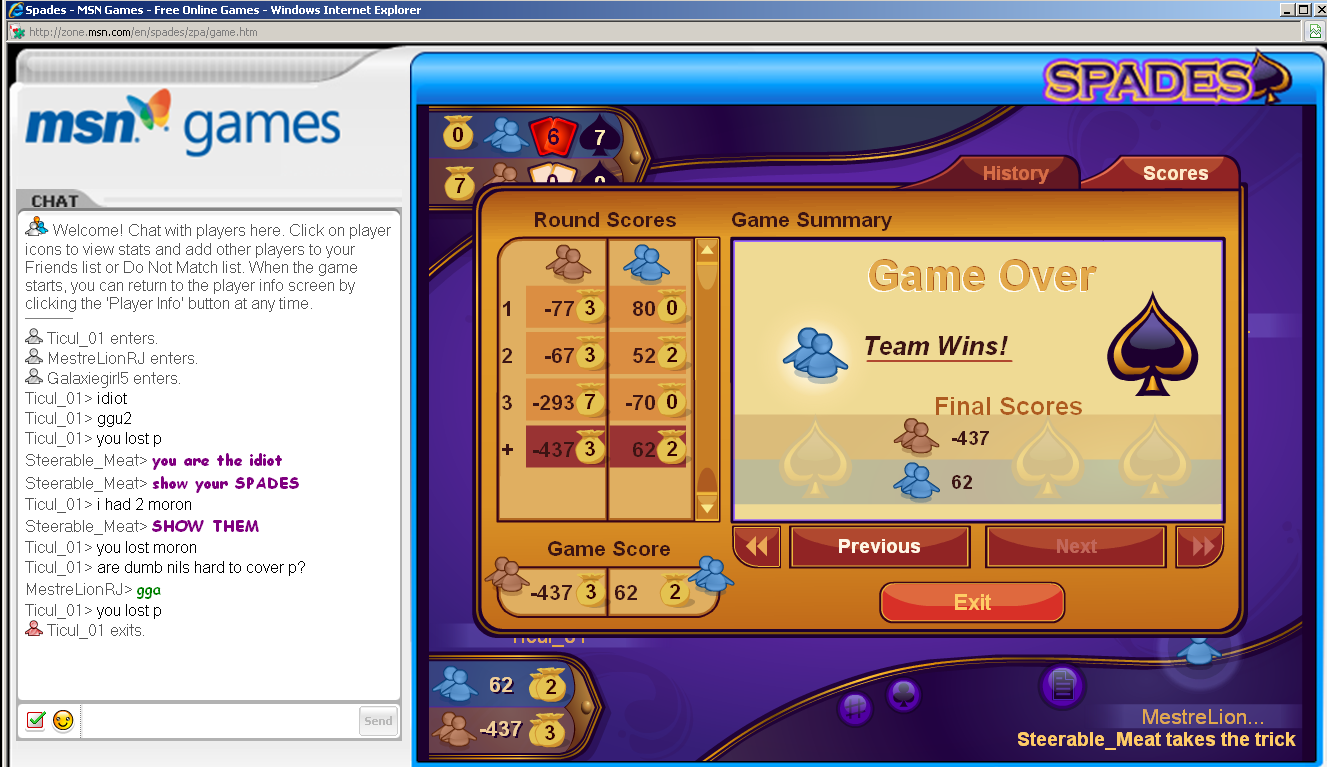 Spades - MSN Games - Free Online Games - Windows Internet Explorer
http://zone.msn.com/en/spades/zpa/game.htm
msn games
SPADES
CHAT
Welcome! Chat with players here. Click on player
icons to view stats and add other players to your
Friends list or Do Not Match list. When the game
starts, you can return to the player info screen by
clicking the 'Player Info' button at any time.
Ticul_01 enters.
MestreLionRJ enters.
Galaxiegirl5 enters.
Ticul_01> idiot
Ticul_01> ggu2
Ticul_01> you lost p
Steerable_Meat> you are the idiot
Steerable_Meat> show your SPADES
Ticul_01> i had 2 moron
Steerable_Meat> SHOW THEM
Ticul_01> you lost moron
Ticul_01> are dumb nils hard to cover p?
MestreLionRJ> gga
Ticul_01> you lost p
Ticul_01 exits.
Send
0 6 7
7
History Scores
Round Scores
1 -77 3 80 0
2 -67 3 52 2
3 -293 7 -70 0
+ -437 3 62 2
Game Score
-437 3 62 2
Game Summary
Game Over
Team Wins!
Final Scores
-437
62
Previous Next
Exit
Ticul_01
62 2
-437 3
MestreLion...
Steerable_Meat takes the trick